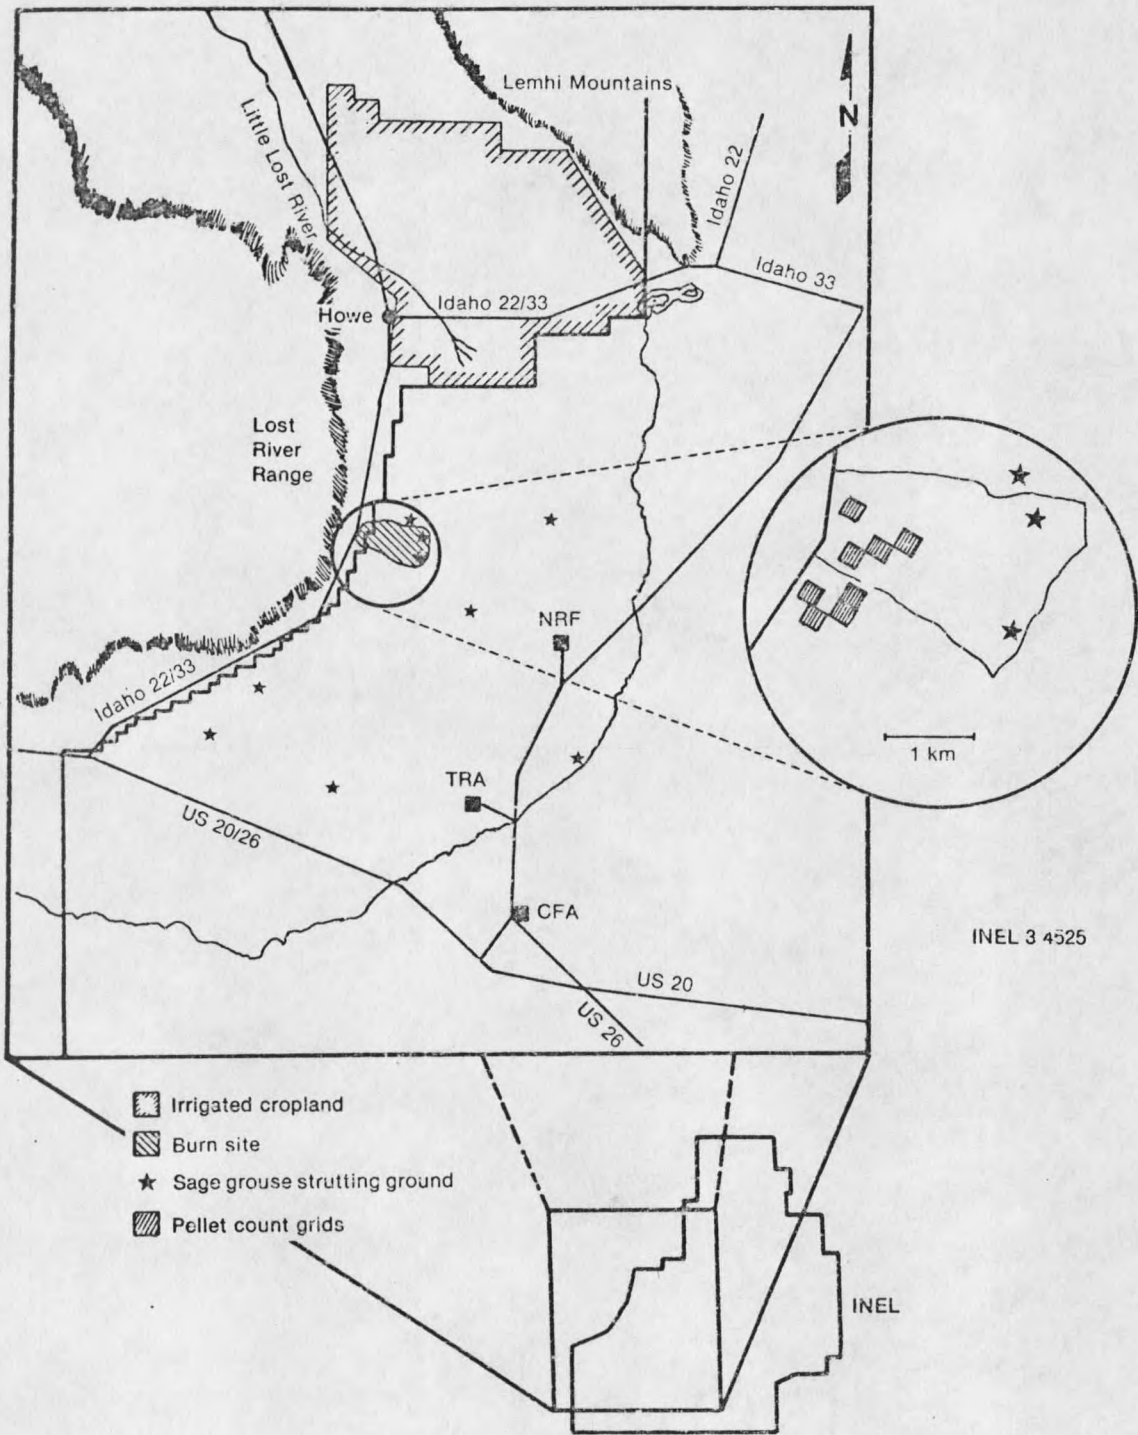 Lemhi Mountains
N
Idaho 22
Little Lost River
Idaho 33
Idaho 22/33
Howe
Lost
River
Range
NRF
Idaho 22/33
1 km
TRA
US 20/26
CFA
INEL 3 4525
US 20
US 26
Irrigated cropland
Burn site
Sage grouse strutting ground
Pellet count grids
INEL